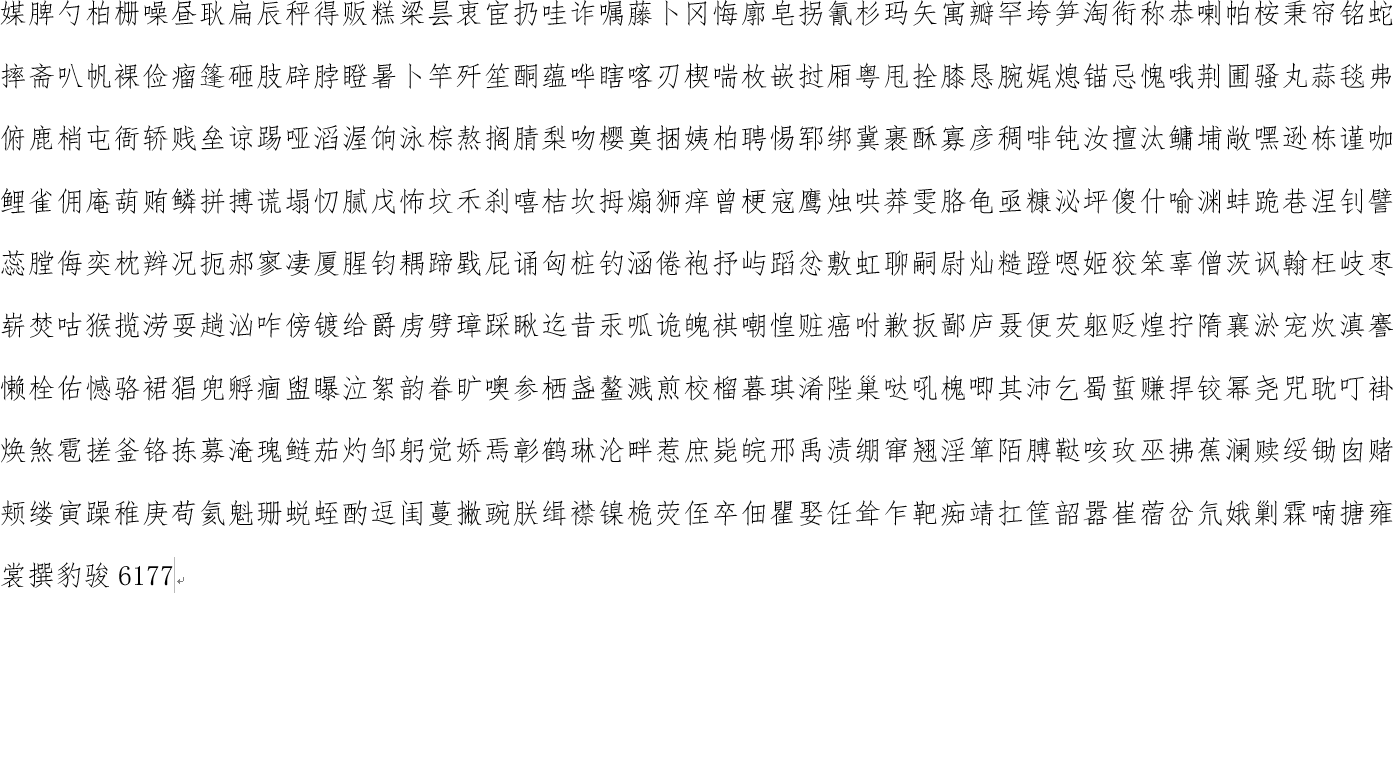 媒脾勺柏栅噪昼耿扁辰秤得贩糕梁昙衷宦扔哇诈嘱藤卜冈悔廓皂拐氰杉玛矢寓瓣罕垮笋淘衔称恭喇帕桉秉帘铭蛇
摔斋叭帆裸俭瘤篷砸肢辟脖瞪暑卜竿歼笙酮蕴哗瞎喀刃楔喘枚嵌挝厢粤甩拴膝恳腕娓熄锚忌愧哦荆圃骚丸蒜毯弗
俯鹿梢屯衙轿贱垒谅踢哑滔渥饷泳棕熬搁腈梨吻樱奠捆姨柏聘惕郓绑冀裹酥寡彦稠啡钝汝擅汰鳙埔敞嘿逊栋谨咖
鲤雀佣庵葫贿鳞拼搏谎塌忉腻戊怖坟禾刹嘻桔坎拇煽狮痒曾梗寇鹰烛哄莽雯胳龟亟糠泌坪傻什喻渊蚌跪巷涅钊譬
蕊膛侮奕枕辫况扼郝寥凄厦腥钧耦蹄戥屁诵匈桩钓涵倦袍抒屿蹈忿敷虹聊嗣尉灿糙蹬嗯姬狡笨辜僧茨讽翰枉岐枣
崭焚咕猴揽涝耍趟汹咋傍镀给爵虏劈璋踩瞅迄昔汞呱诡魄祺嘲惶赃癌咐歉扳鄙庐聂便芡躯贬煌拧隋襄淤宠炊滇骞
懒栓佑憾骆裙猖兜孵痼盥曝泣絮韵眷旷噢参栖盏鳌溅煎校榴暮琪淆陛巢哒吼槐唧其沛乞蜀蜇赚捍铰幂尧咒耽叮褂
焕煞雹搓釜铬拣募淹瑰鲢茄灼邹躬觉娇焉彰鹤琳沦畔惹庶毙皖邢禹渍绷窜翘淫箪陌膊鞑咳玫巫拂蕉澜赎绥锄囱赌
颊缕寅躁稚庚苟氦魁珊蜕蛭酌逗闺蔓撇豌朕缉襟镍桅荧侄卒佃瞿娶饪耸乍靶痴靖扛筐韶嚣崔蓿岔氘娥剿霖喃搪雍
裳撰豹骏6177